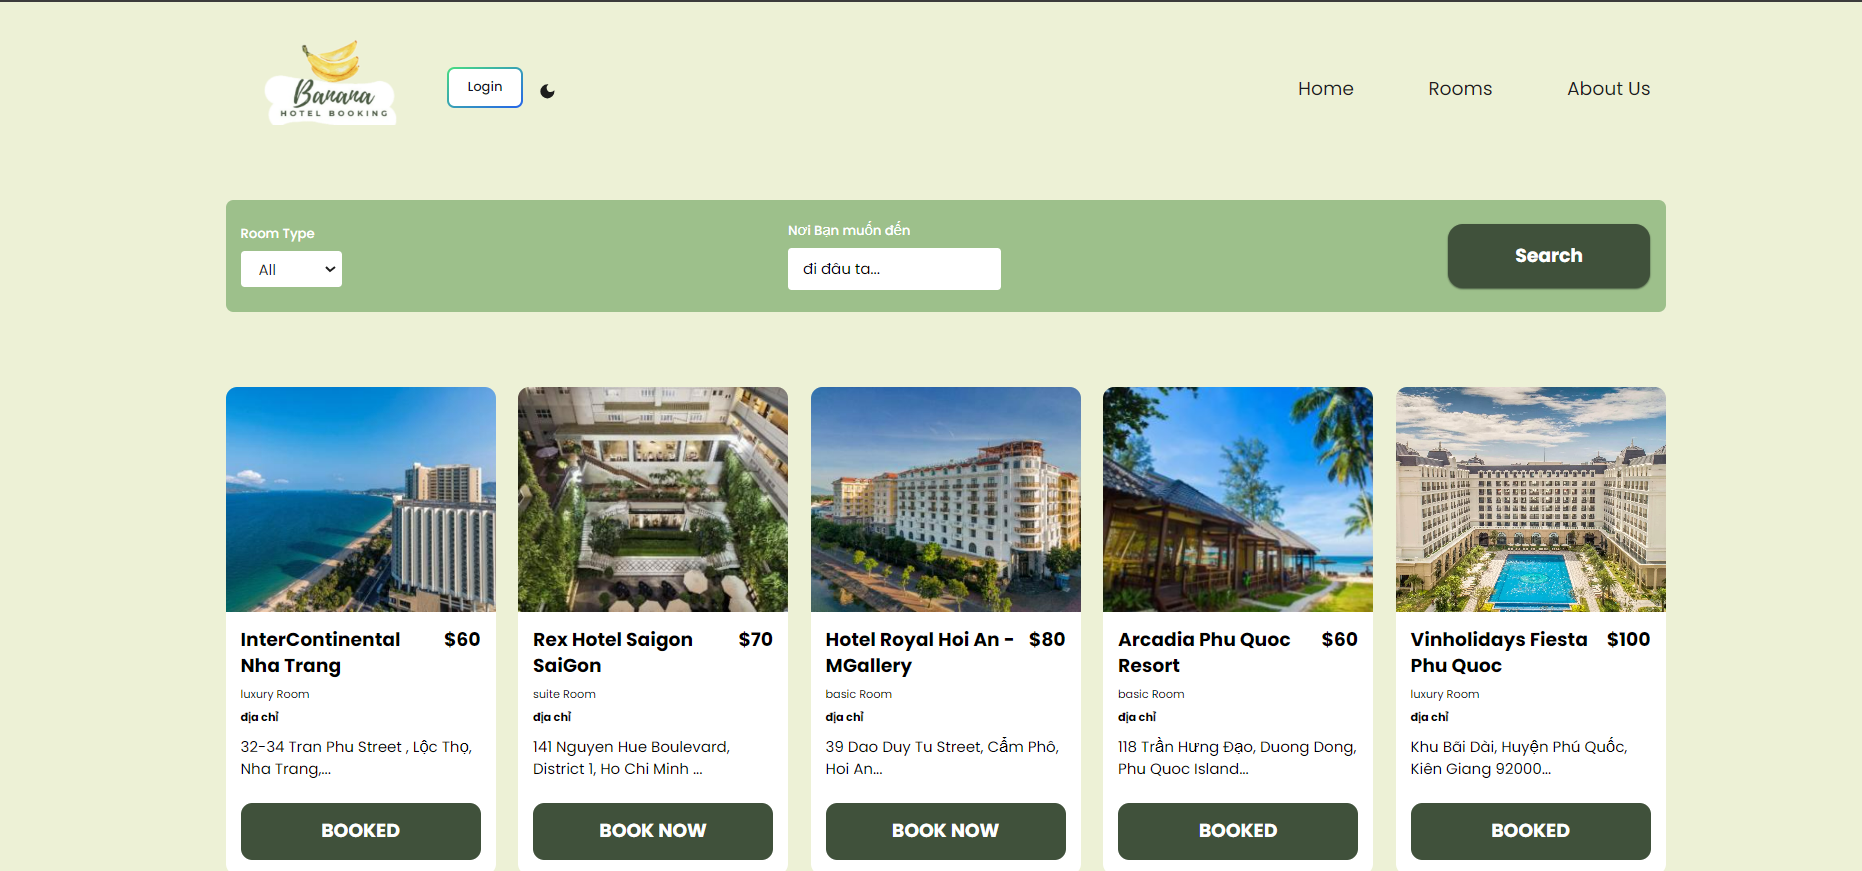 Banana
HOTEL BOOKING
Login
Home
Rooms
About Us
Room Type
All
Nơi Bạn muốn đến
đi đâu ta...
Search
InterContinental
Nha Trang
$60
luxury Room
địa chỉ
32-34 Tran Phu Street , Lộc Thọ,
Nha Trang,...
BOOKED
Rex Hotel Saigon
SaiGon
$70
suite Room
địa chỉ
141 Nguyen Hue Boulevard,
District 1, Ho Chi Minh ...
BOOK NOW
Hotel Royal Hoi An -
MGallery
$80
basic Room
địa chỉ
39 Dao Duy Tu Street, Cẩm Phô,
Hoi An...
BOOK NOW
Arcadia Phu Quoc
Resort
$60
basic Room
địa chỉ
118 Trần Hưng Đạo, Duong Dong,
Phu Quoc Island...
BOOKED
Vinholidays Fiesta
Phu Quoc
$100
luxury Room
địa chỉ
Khu Bãi Dài, Huyện Phú Quốc,
Kiên Giang 92000...
BOOKED